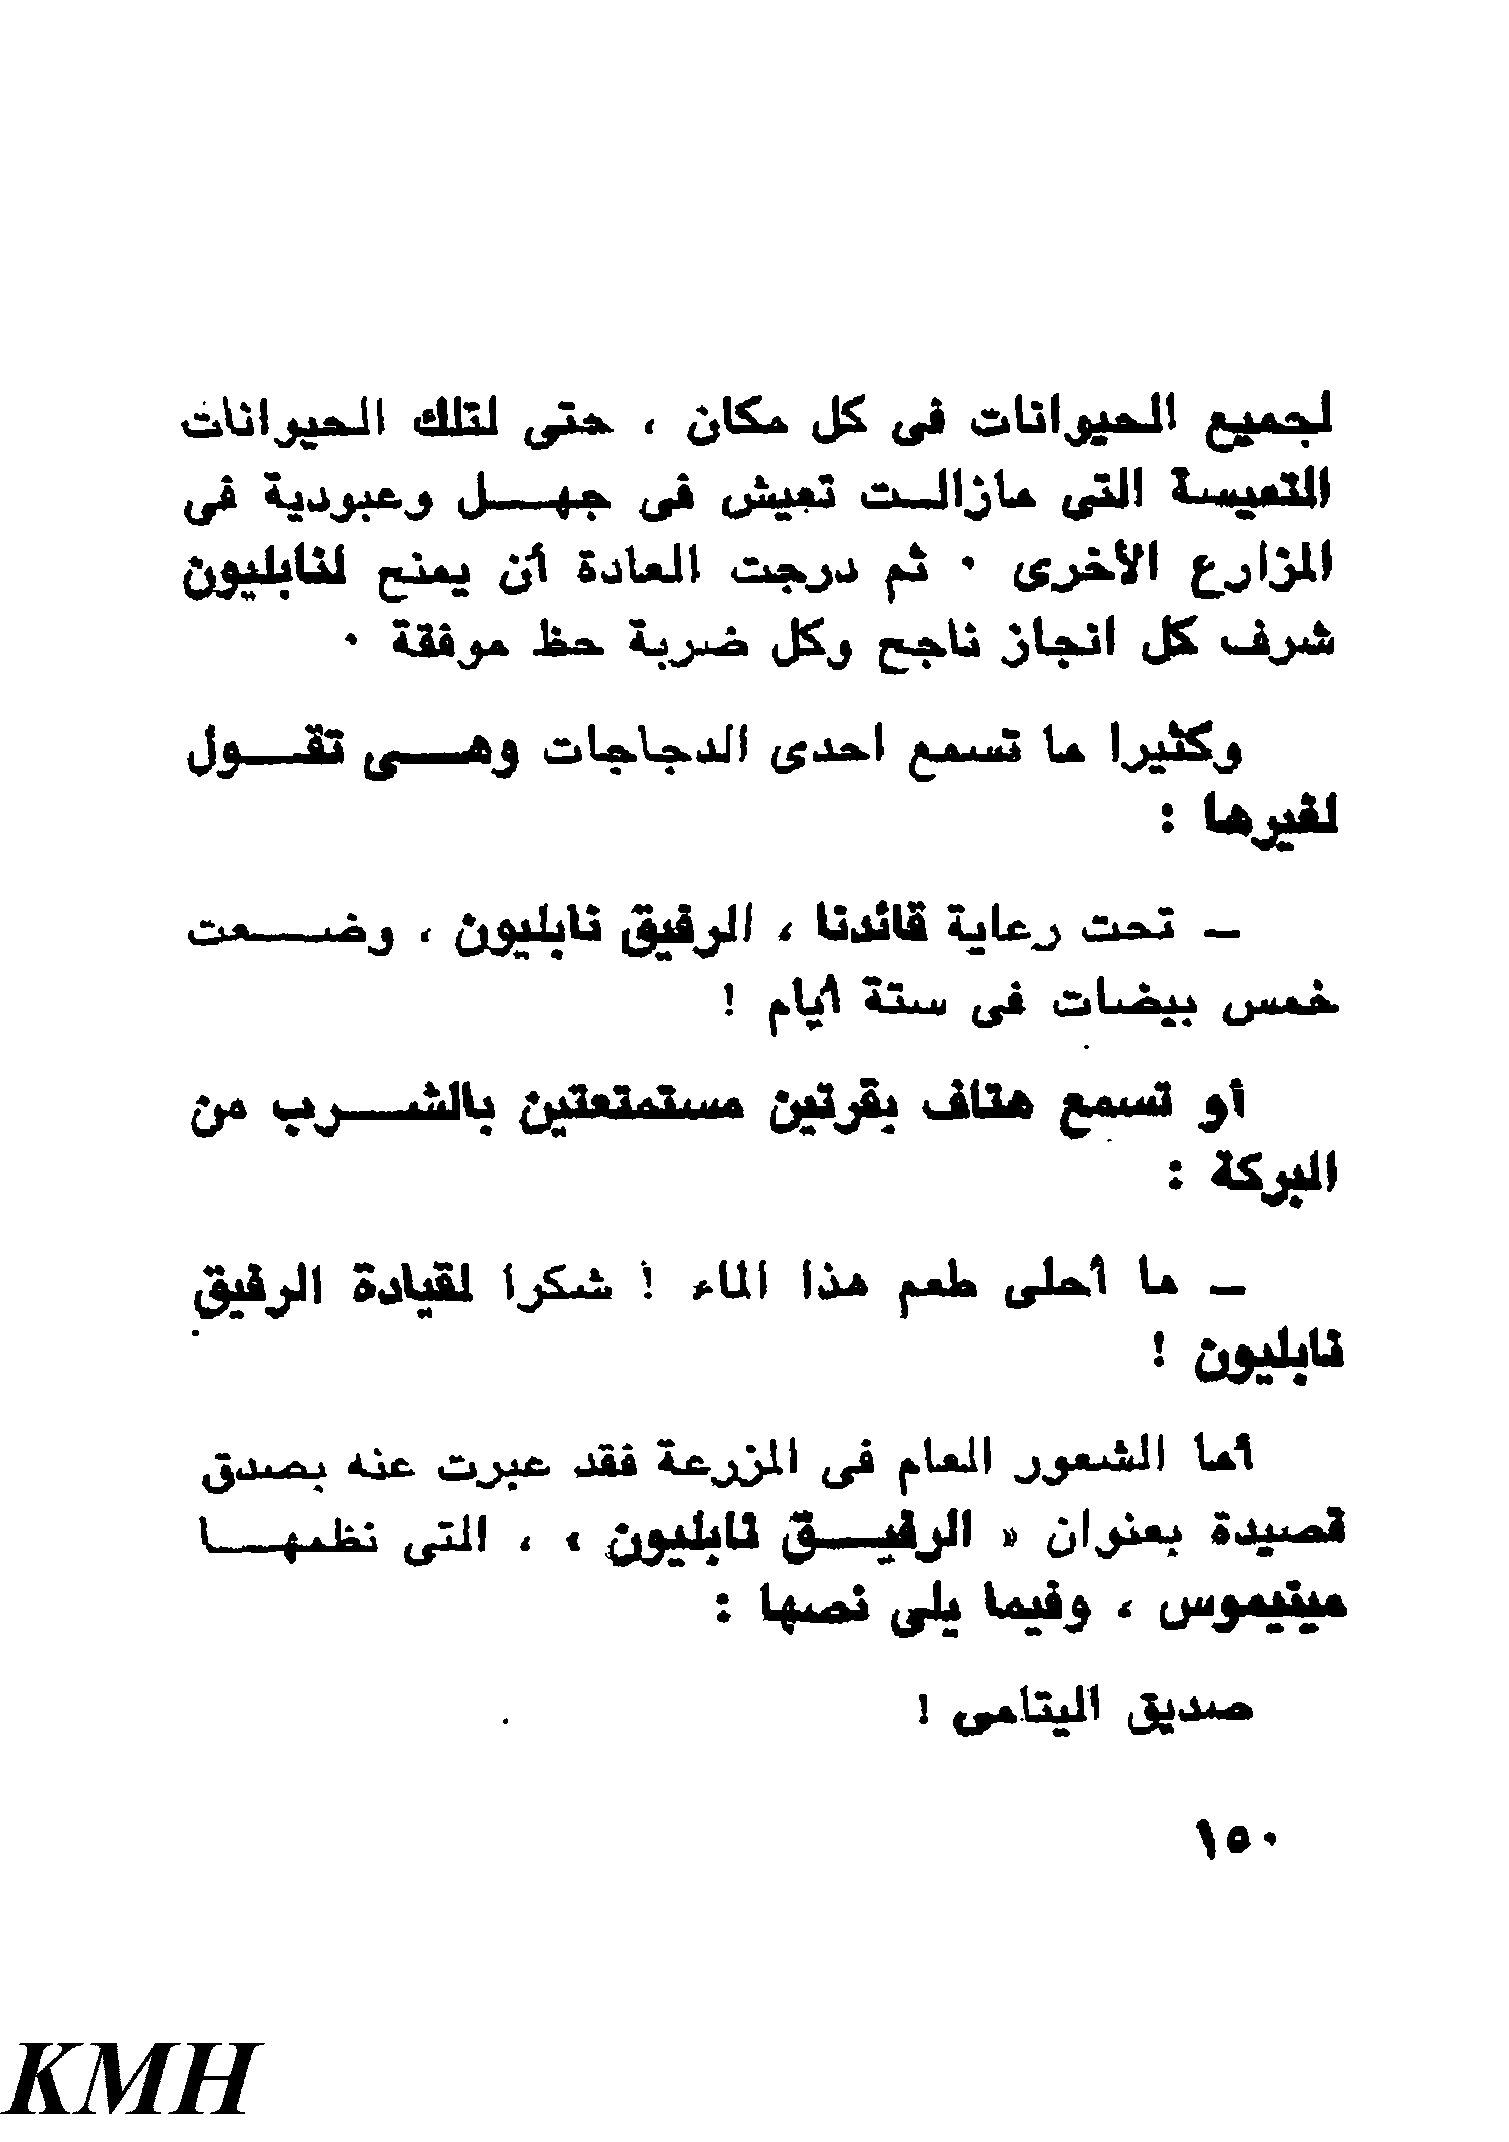 لجميع الحيوانات فى كل مكان ، حتى لتلك الحيوانات
التعيسة التى مازالت تعيش فى جهل وعبودية فى
المزارع الأخرى · ثم درجت العادة أن يمنح لنابليون
شرف كل انجاز ناجح وكل ضربة حظ موفقة ·
وكثيرا ما تسمع احدى الدجاجات وهى تقول
لغيرها :
ــ تحت رعاية قائدنا ، الرفيق نابليون ، وضعت
خمس بيضات فى ستة أيام !
أو تسمع هتاف بقرتين مستمتعتين بالشرب من
البركة :
ــ ما أحلى طعم هذا الماء ! شكرا لقيادة الرفيق
نابليون !
أما الشعور العام فى المزرعة فقد عبرت عنه بصدق
قصيدة بعنوان « الرفيق نابليون » ، التى نظمها
مينيموس ، وفيما يلى نصها :
صديق اليتامى !
١٥٠
KMH